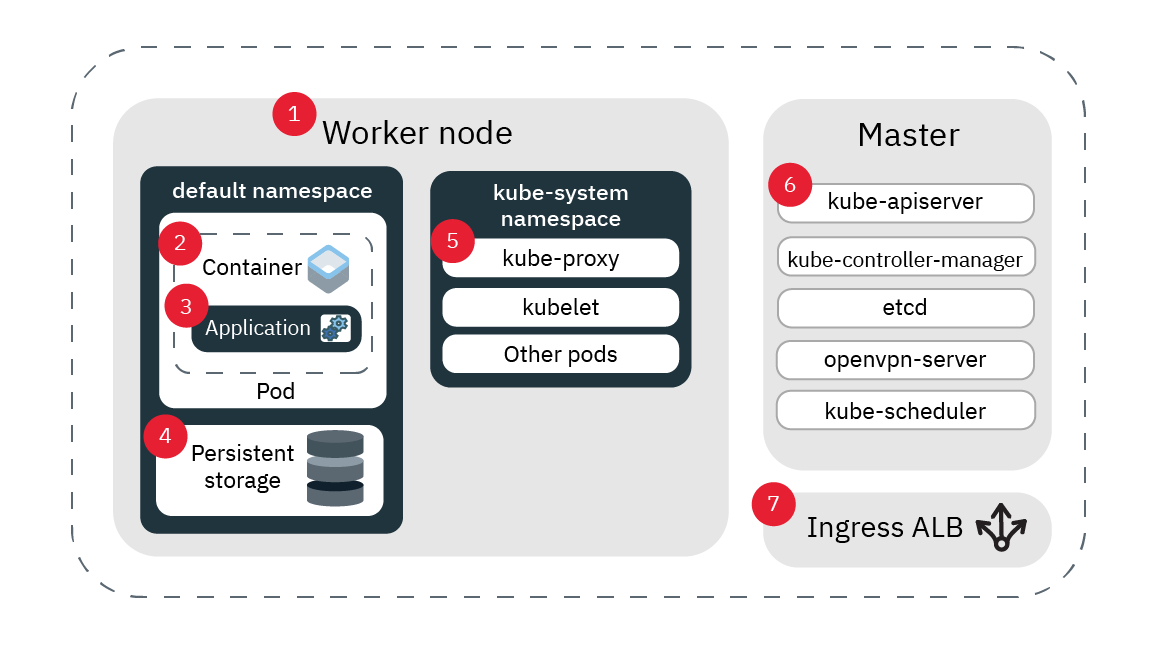 1
Worker node
default namespace
2
Container
3
Application
Pod
4
Persistent
storage
kube-system
namespace
5
kube-proxy
kubelet
Other pods
Master
6
kube-apiserver
kube-controller-manager
etcd
openvpn-server
kube-scheduler
7
Ingress ALB